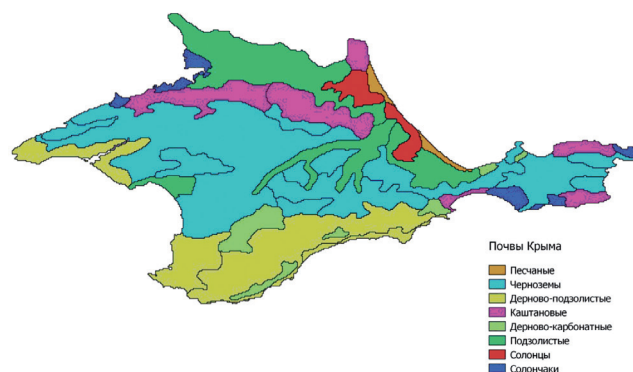 Почвы Крыма
Песчаные
Черноземы
Дерново-подзолистые
Каштановые
Дерново-карбонатные
Подзолистые
Солонцы
Солончаки